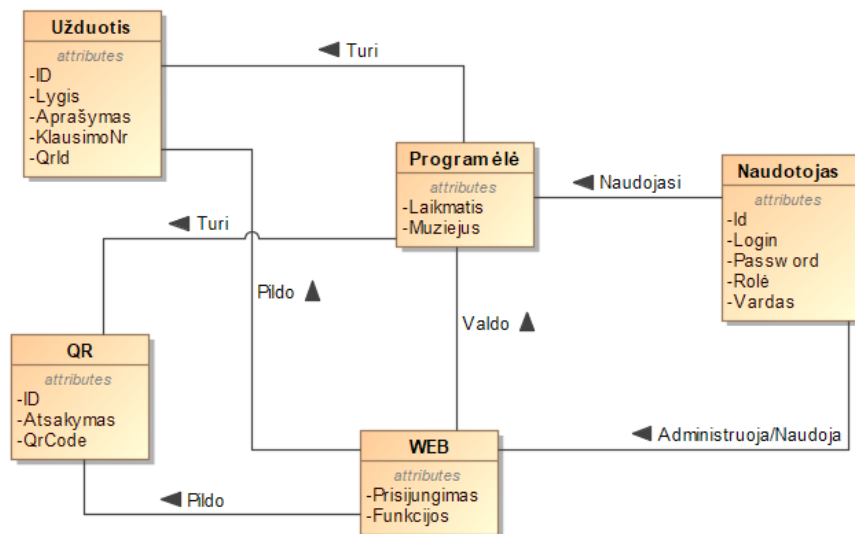 Užduotis
attributes
-ID
-Lygis
-Aprašymas
-KlausimoNr
-QrId
Turi
Programėlė
attributes
-Laikmatis
-Muziejus
Naudojasi
Naudotojas
attributes
-Id
-Login
-Passw ord
-Rolė
-Vardas
Turi
Pildo
Valdo
QR
attributes
-ID
-Atsakymas
-QrCode
Administruoja/Naudoja
WEB
attributes
-Prisijungimas
-Funkcijos
Pildo